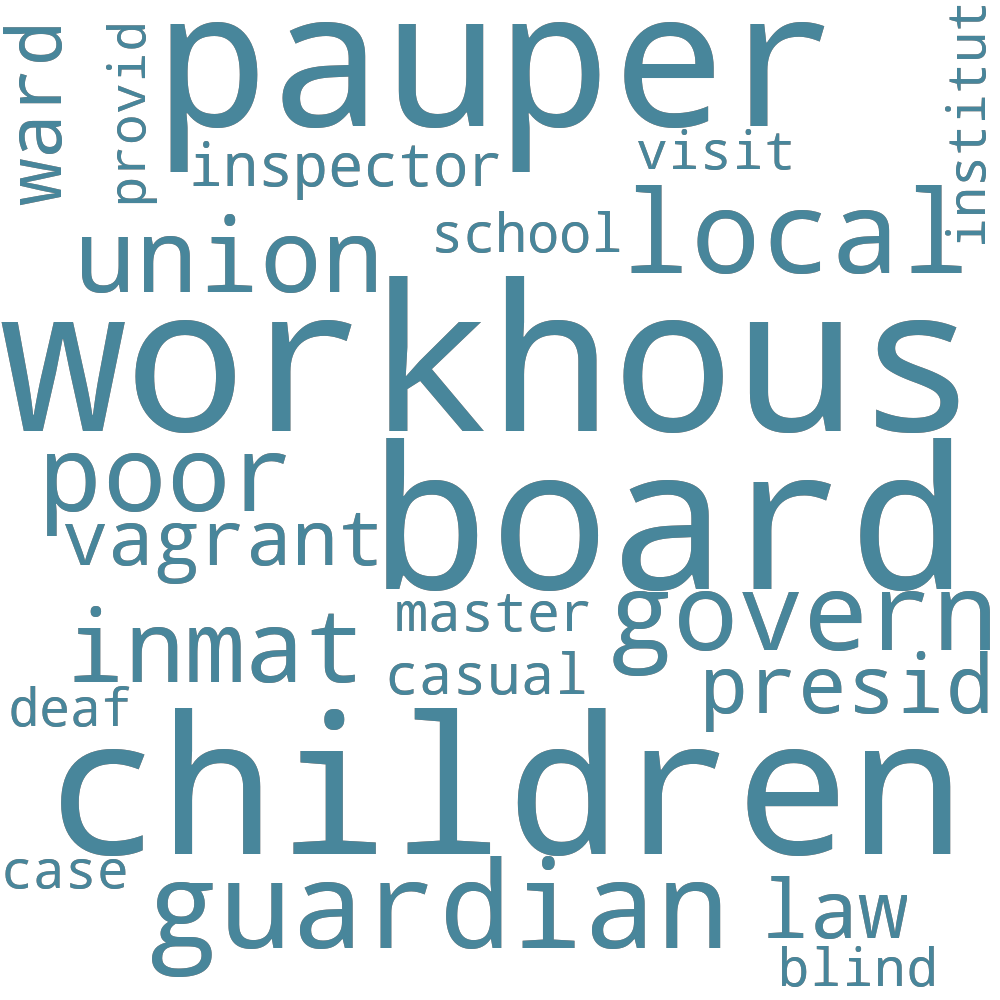 ward
provid
pauper
institut
inspector
visit
union
school
local
workhous
poor
board
vagrant
inmat
master
govern
casual
presid
deaf
children
case
guardian
law
blind